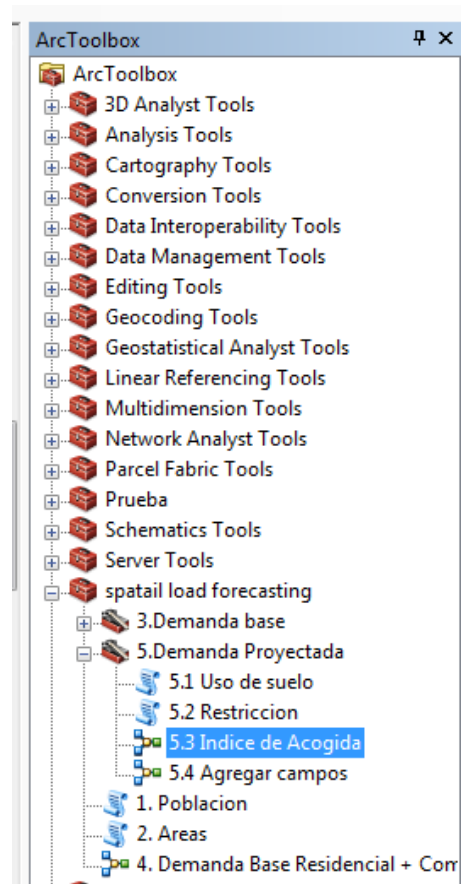 ArcToolbox
ArcToolbox
3D Analyst Tools
Analysis Tools
Cartography Tools
Conversion Tools
Data Interoperability Tools
Data Management Tools
Editing Tools
Geocoding Tools
Geostatistical Analyst Tools
Linear Referencing Tools
Multidimension Tools
Network Analyst Tools
Parcel Fabric Tools
Prueba
Schematics Tools
Server Tools
spatail load forecasting
3.Demanda base
5.Demanda Proyectada
5.1 Uso de suelo
5.2 Restriccion
5.3 Indice de Acogida
5.4 Agregar campos
1. Poblacion
2. Areas
4. Demanda Base Residencial + Com